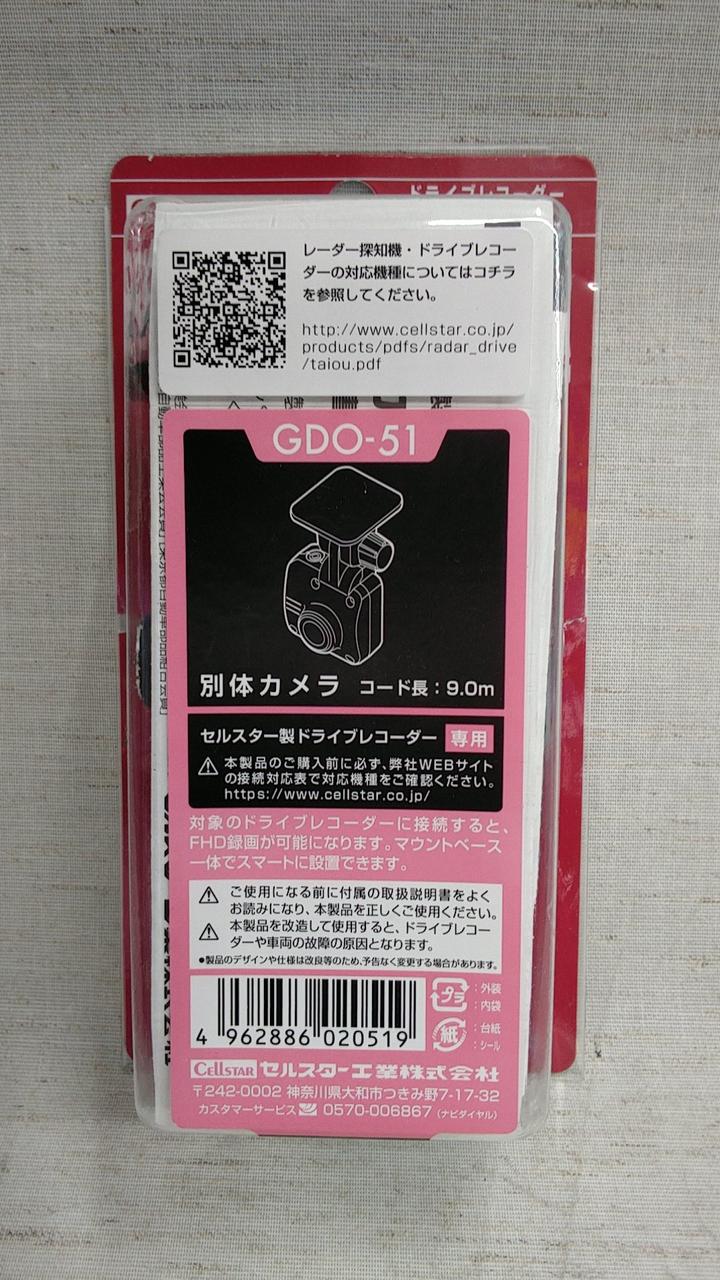 ドライブレコーダー
レーダー探知機・ドライブレコー
ダーの対応機種についてはコチラ
を参照してください。
http://www.cellstar.co.jp/
products/pdfs/radar_drive
/taiou.pdf
GDO-51
別体カメラ コード長:9.0m
セルスター製ドライブレコーダー 専用
本製品のご購入前に必ず、弊社WEBサイト
の接続対応表で対応機種をご確認ください。
https://www.cellstar.co.jp/
対象のドライブレコーダーに接続すると、
FHD録画が可能になります。マウントベース
一体でスマートに設置できます。
ご使用になる前に付属の取扱説明書をよく
お読みになり、本製品を正しくご使用ください。
本製品を改造して使用すると、ドライブレコー
ダーや車両の故障の原因となります。
●製品のデザインや仕様は改良等のため、予告なく変更する場合があります。
プラ :外装
:内袋
紙 :台紙
:シール
4 962886 020519
CELLSTAR セルスター工業株式会社
〒242-0002 神奈川県大和市つきみ野7-17-32
カスタマーサービス 0570-006867 (ナビダイヤル)